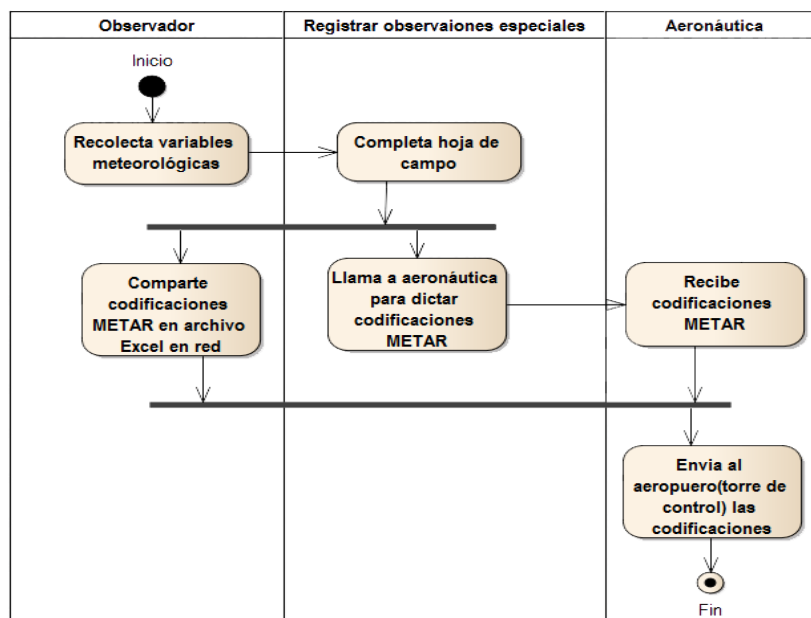 Observador
Registrar observaiones especiales
Aeronáutica
Inicio
Recolecta variables
meteorológicas
Completa hoja de
campo
Comparte
codificaciones
METAR en archivo
Excel en red
Llama a aeronáutica
para dictar
codificaciones
METAR
Recibe
codificaciones
METAR
Envia al
aeropuero(torre de
control) las
codificaciones
Fin